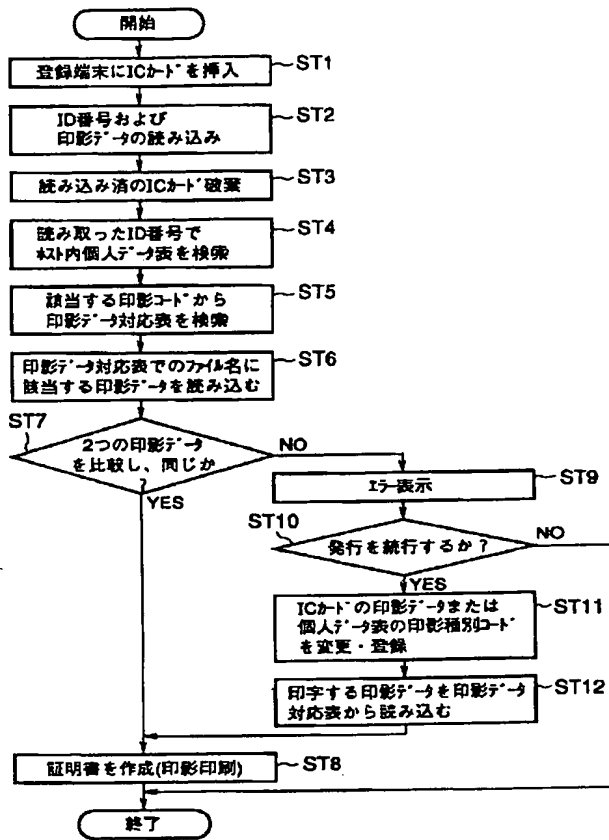 開始
登録端末にICカードを挿入
ST1
ID番号および
印影データの読み込み
ST2
読み込み済のICカード破棄
ST3
読み取ったID番号で
ホスト内個人データ表を検索
ST4
該当する印影コードから
印影データ対応表を検索
ST5
印影データ対応表でのファイル名に
該当する印影データを読み込む
ST6
ST7
2つの印影データ
を比較し、同じか
NO
YES
エラー表示
ST9
ST10
発行を続行するか?
NO
YES
ICカードの印影データまたは
個人データ表の印影種別コード
を変更・登録
ST11
印字する印影データを印影データ
対応表から読み込む
ST12
証明書を作成(印影印刷)
ST8
終了